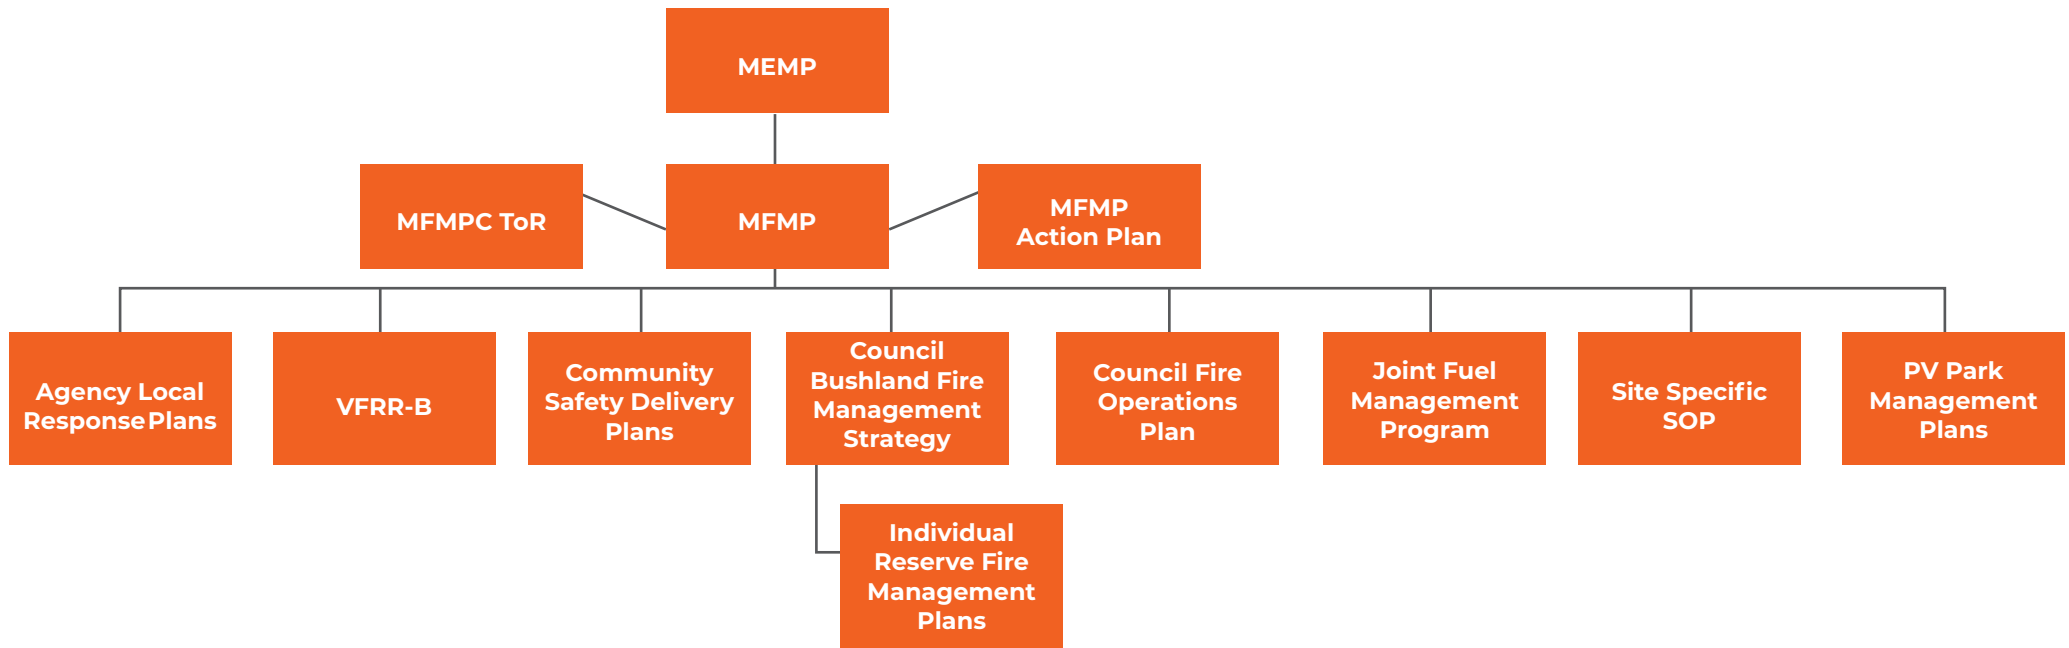 MEMP
MFMPC ToR
MFMP
MFMP
Action Plan
Agency Local
Response Plans
VFRR-B
Community
Safety Delivery
Plans
Council
Bushland Fire
Management
Strategy
Council Fire
Operations
Plan
Joint Fuel
Management
Program
Site Specific
SOP
PV Park
Management
Plans
Individual
Reserve Fire
Management
Plans